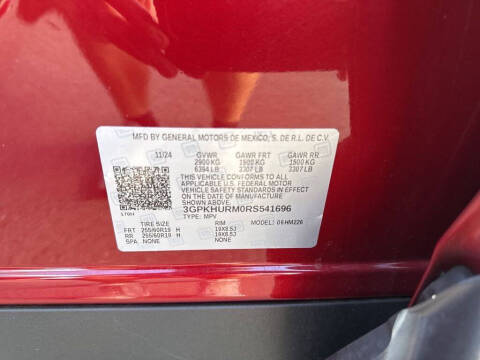 MFD BY GENERAL MOTORS DE MEXICO, S. DE R.L. DE C.V.
11/24 GVWR GAWR FRT GAWR RR
2900 KG 1500 KG 1500 KG
6394 LB 3307 LB 3307 LB
THIS VEHICLE CONFORMS TO ALL
APPLICABLE U.S. FEDERAL MOTOR
VEHICLE SAFETY STANDARDS IN EFFECT
ON THE DATE OF MANUFACTURE
SHOWN ABOVE.
3GPKHURM0RS541696
TYPE: MPV MODEL: 06HM226
TIRE SIZE RIM
FRT 255/60R19 H 19X8.5J
RR 255/60R19 H 19X8.5J
SPA NONE NONE